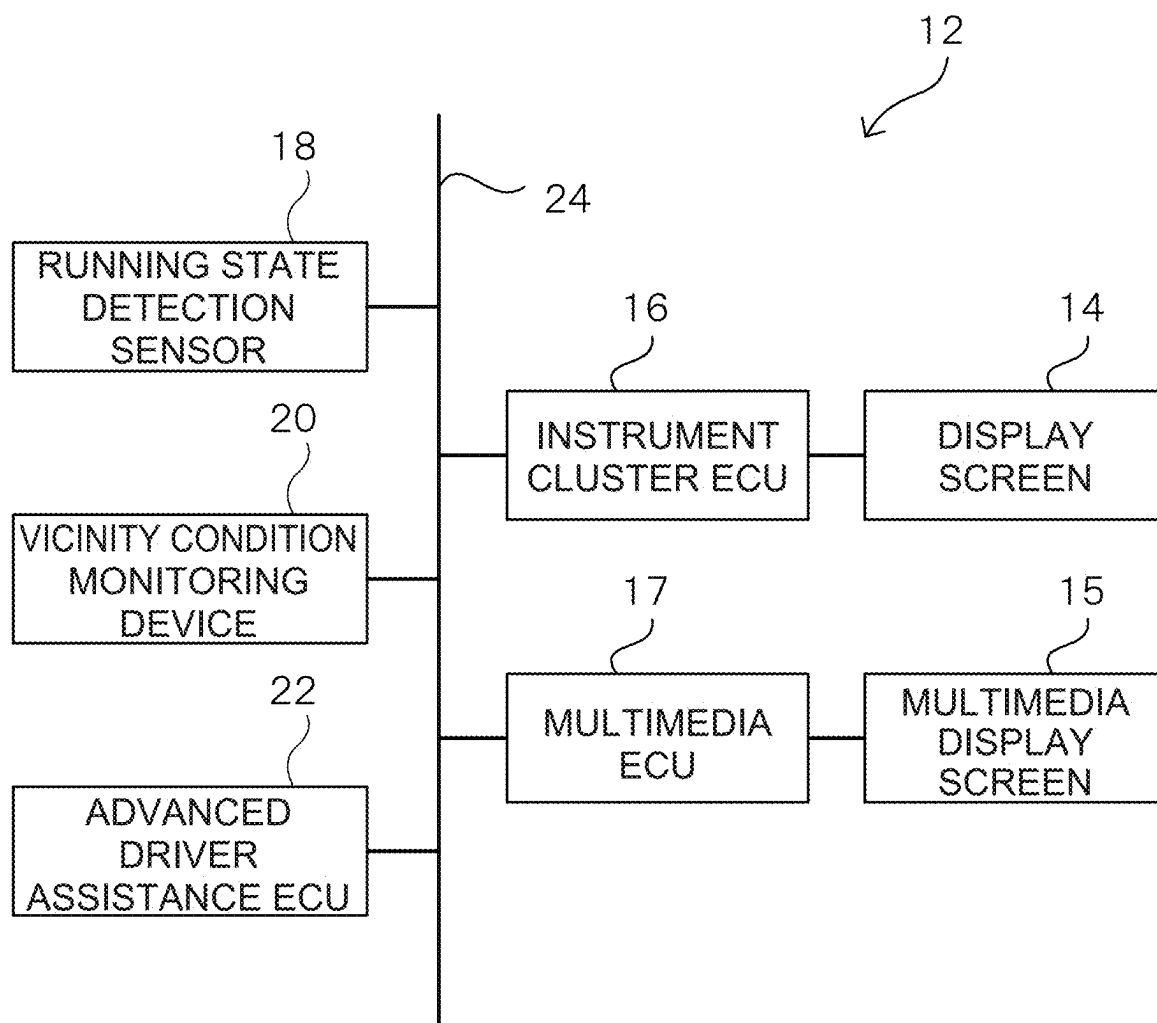 12
18
24
RUNNING STATE
DETECTION
SENSOR
16
14
INSTRUMENT
CLUSTER ECU
DISPLAY
SCREEN
20
VICINITY CONDITION
MONITORING
DEVICE
17
15
MULTIMEDIA
ECU
MULTIMEDIA
DISPLAY
SCREEN
22
ADVANCED
DRIVER
ASSISTANCE ECU